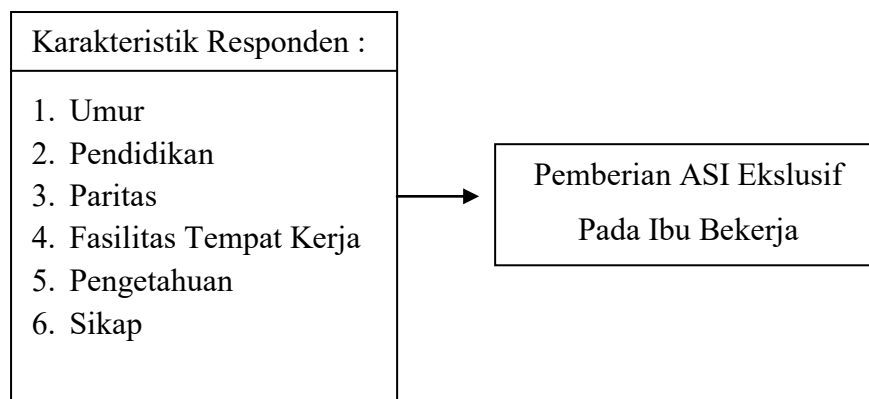 Karakteristik Responden :
1. Umur
2. Pendidikan
3. Paritas
4. Fasilitas Tempat Kerja
5. Pengetahuan
6. Sikap
Pemberian ASI Ekslusif
Pada Ibu Bekerja